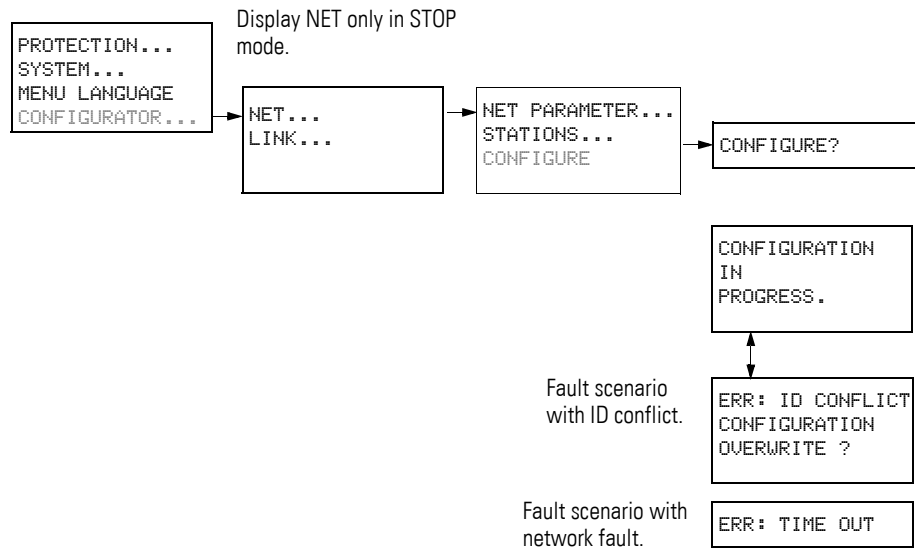 Display NET only in STOP
mode.
PROTECTION...
SYSTEM...
MENU LANGUAGE
CONFIGURATOR...
NET...
LINK...
NET PARAMETER...
STATIONS...
CONFIGURE
CONFIGURE?
CONFIGURATION
IN
PROGRESS.
Fault scenario
with ID conflict.
ERR: ID CONFLICT
CONFIGURATION
OVERWRITE ?
Fault scenario with
network fault.
ERR: TIME OUT